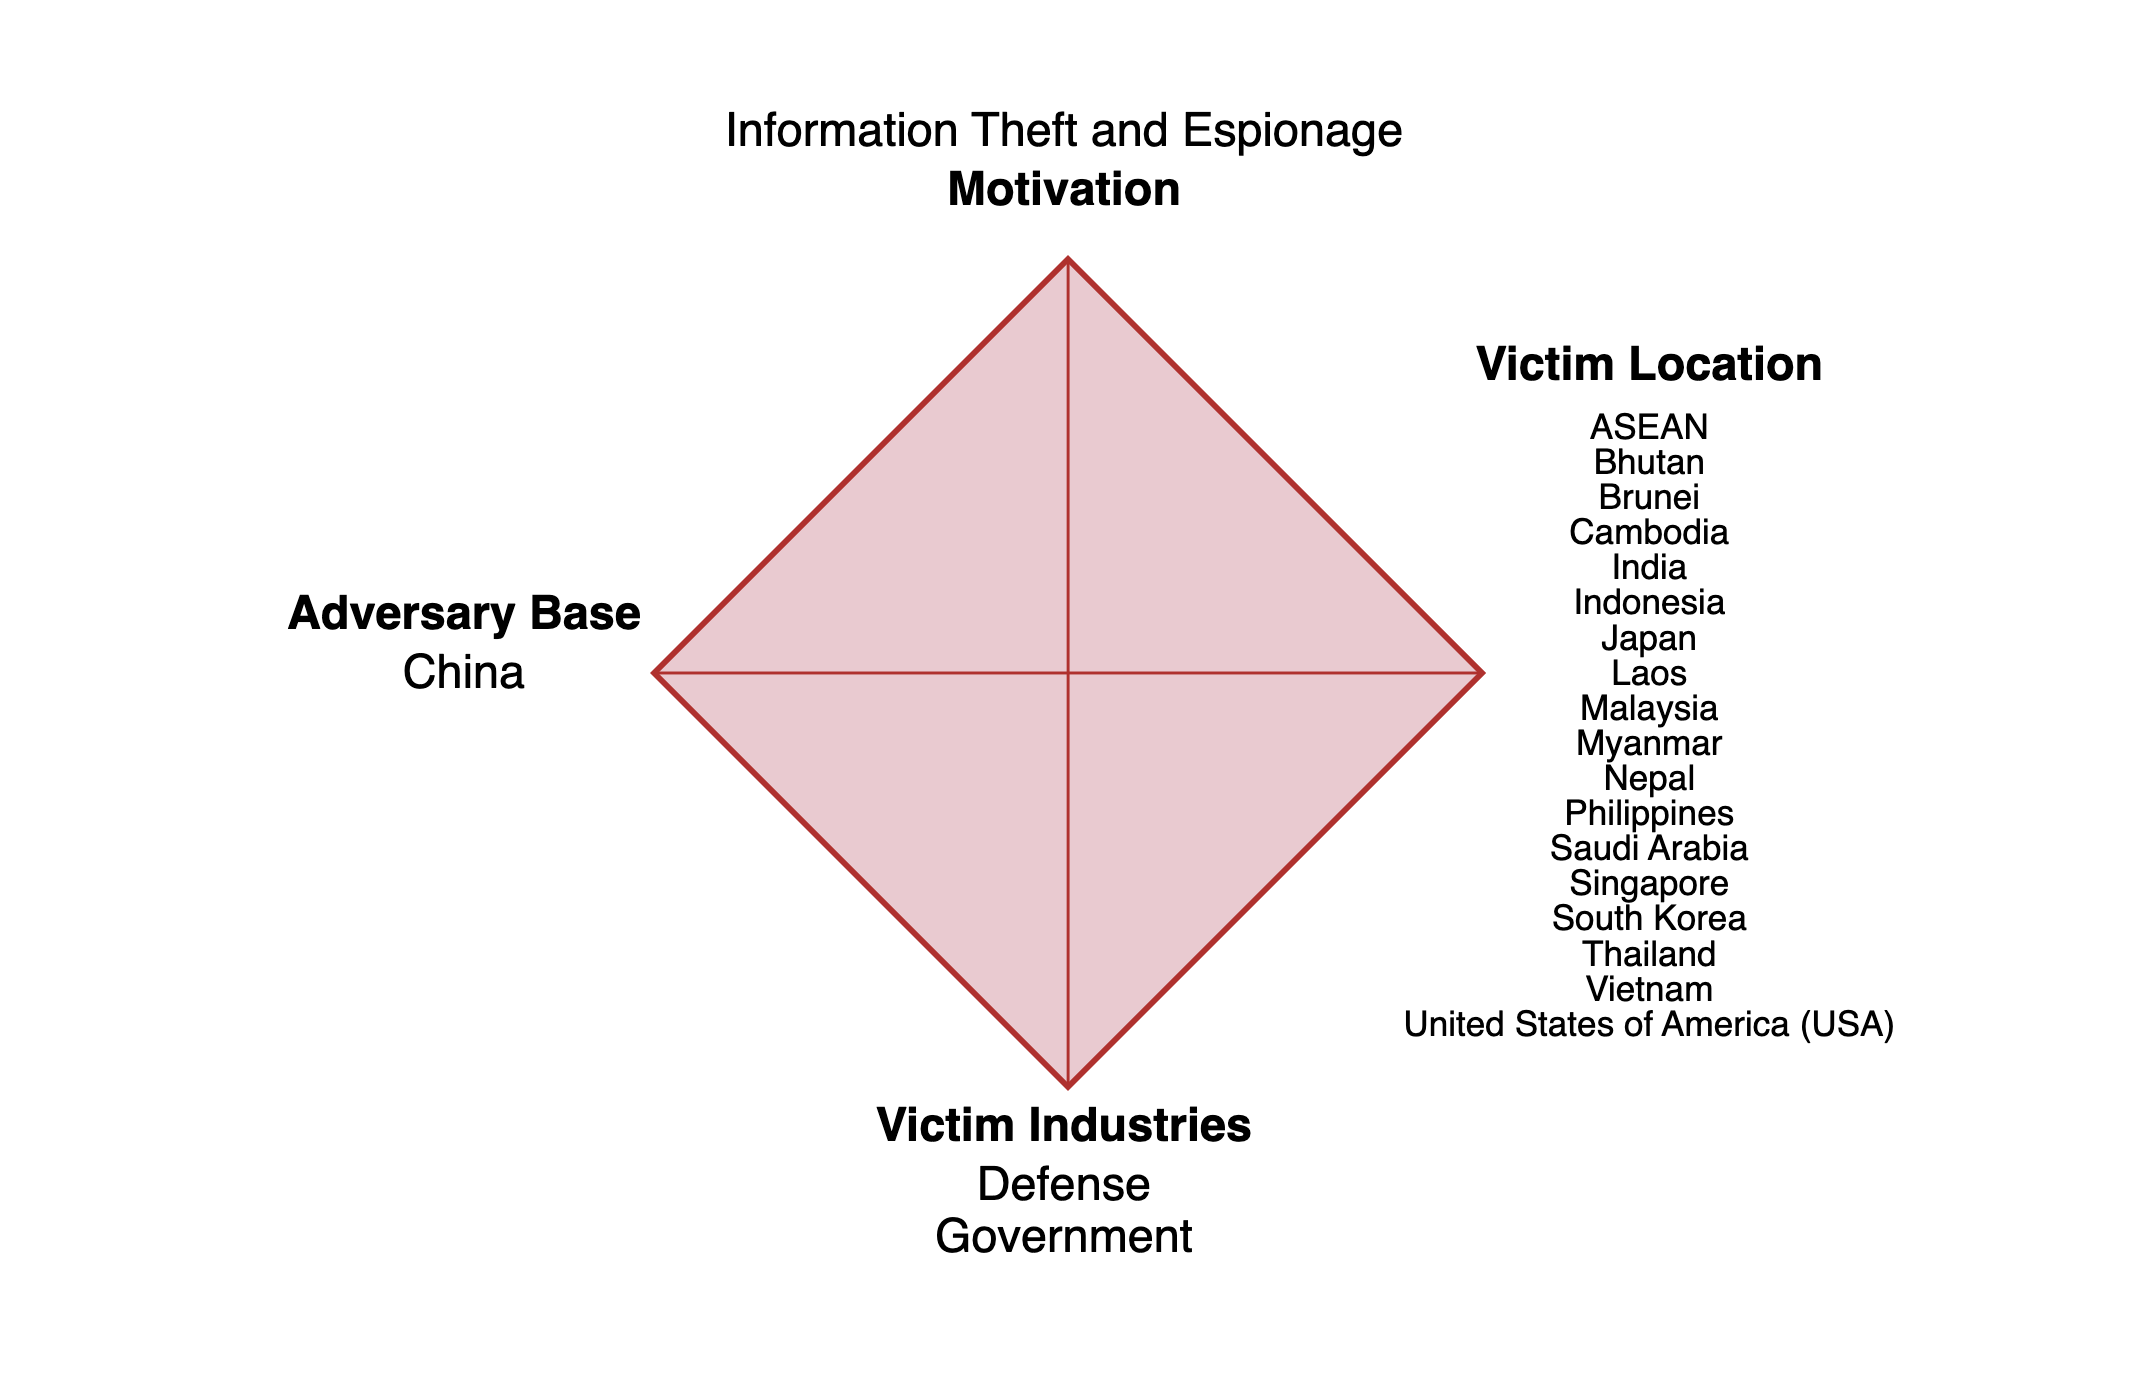 Information Theft and Espionage
Motivation
Victim Location
ASEAN
Bhutan
Brunei
Cambodia
India
Indonesia
Japan
Laos
Malaysia
Myanmar
Nepal
Philippines
Saudi Arabia
Singapore
South Korea
Thailand
Vietnam
United States of America (USA)
Adversary Base
China
Victim Industries
Defense
Government